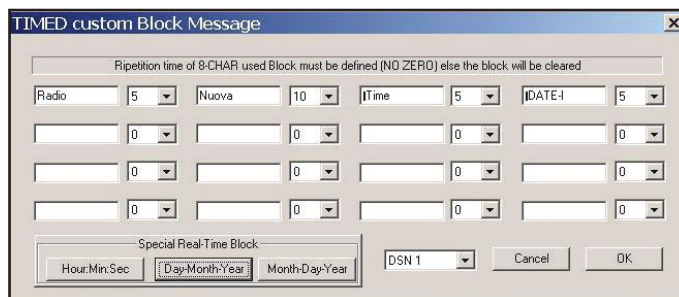 TIMED custom Block Message
Ripetition time of 8-CHAR used Block must be defined (NO ZERO) else the block will be cleared
Radio 5 Nuova 10 |Time 5 |DATE-| 5
0 0 0 0
0 0 0 0
0 0 0 0
Special Real-Time Block
Hour:Min:Sec Day-Month-Year Month-Day-Year DSN 1 Cancel OK